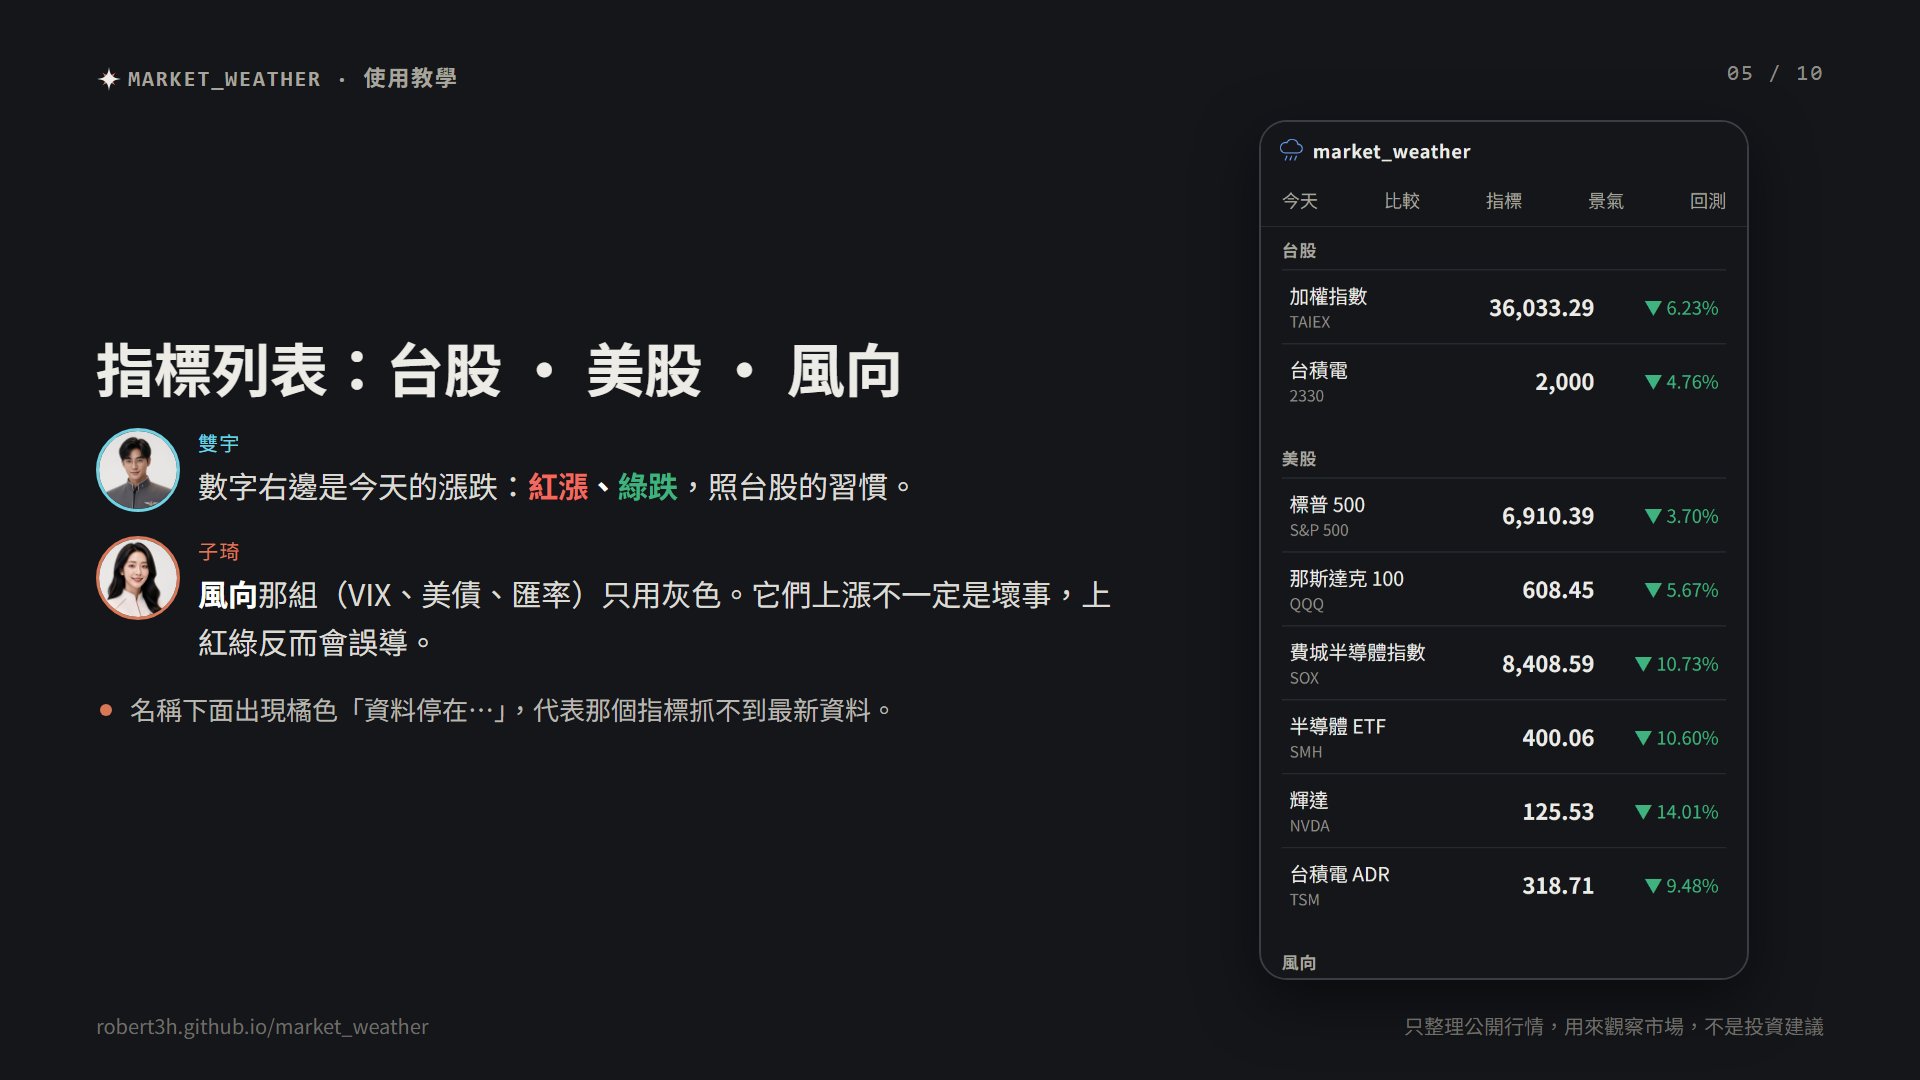 MARKET_WEATHER · 使用教學
05 / 10
指標列表：台股 · 美股 · 風向
雙宇
數字右邊是今天的漲跌：紅漲、綠跌，照台股的習慣。
子琦
風向那組（VIX、美債、匯率）只用灰色。它們上漲不一定是壞事，上
紅綠反而會誤導。
名稱下面出現橘色「資料停在⋯」，代表那個指標抓不到最新資料。
market_weather
今天 比較 指標 景氣 回測
台股
加權指數 36,033.29 ▼ 6.23%
TAIEX
台積電 2,000 ▼ 4.76%
2330
美股
標普 500 6,910.39 ▼ 3.70%
S&P 500
那斯達克 100 608.45 ▼ 5.67%
QQQ
費城半導體指數 8,408.59 ▼ 10.73%
SOX
半導體 ETF 400.06 ▼ 10.60%
SMH
輝達 125.53 ▼ 14.01%
NVDA
台積電 ADR 318.71 ▼ 9.48%
TSM
風向
robert3h.github.io/market_weather
只整理公開行情，用來觀察市場，不是投資建議